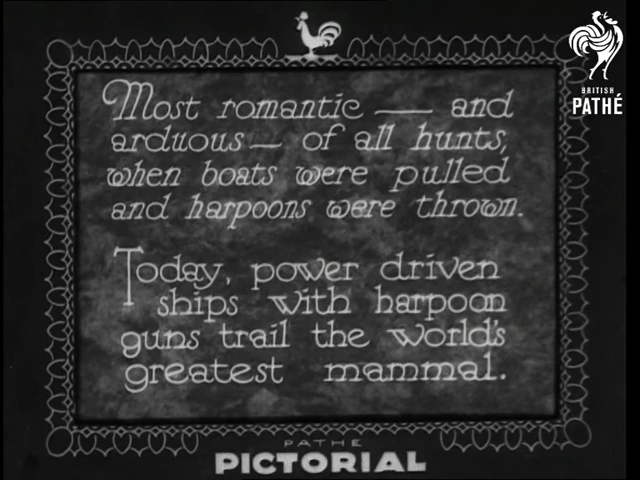 BRITISH
PATHÉ
Most romantic — and
arduous — of all hunts,
when boats were pulled
and harpoons were thrown.
Today, power driven
ships with harpoon
guns trail the world's
greatest mammal.
PATHE
PICTORIAL